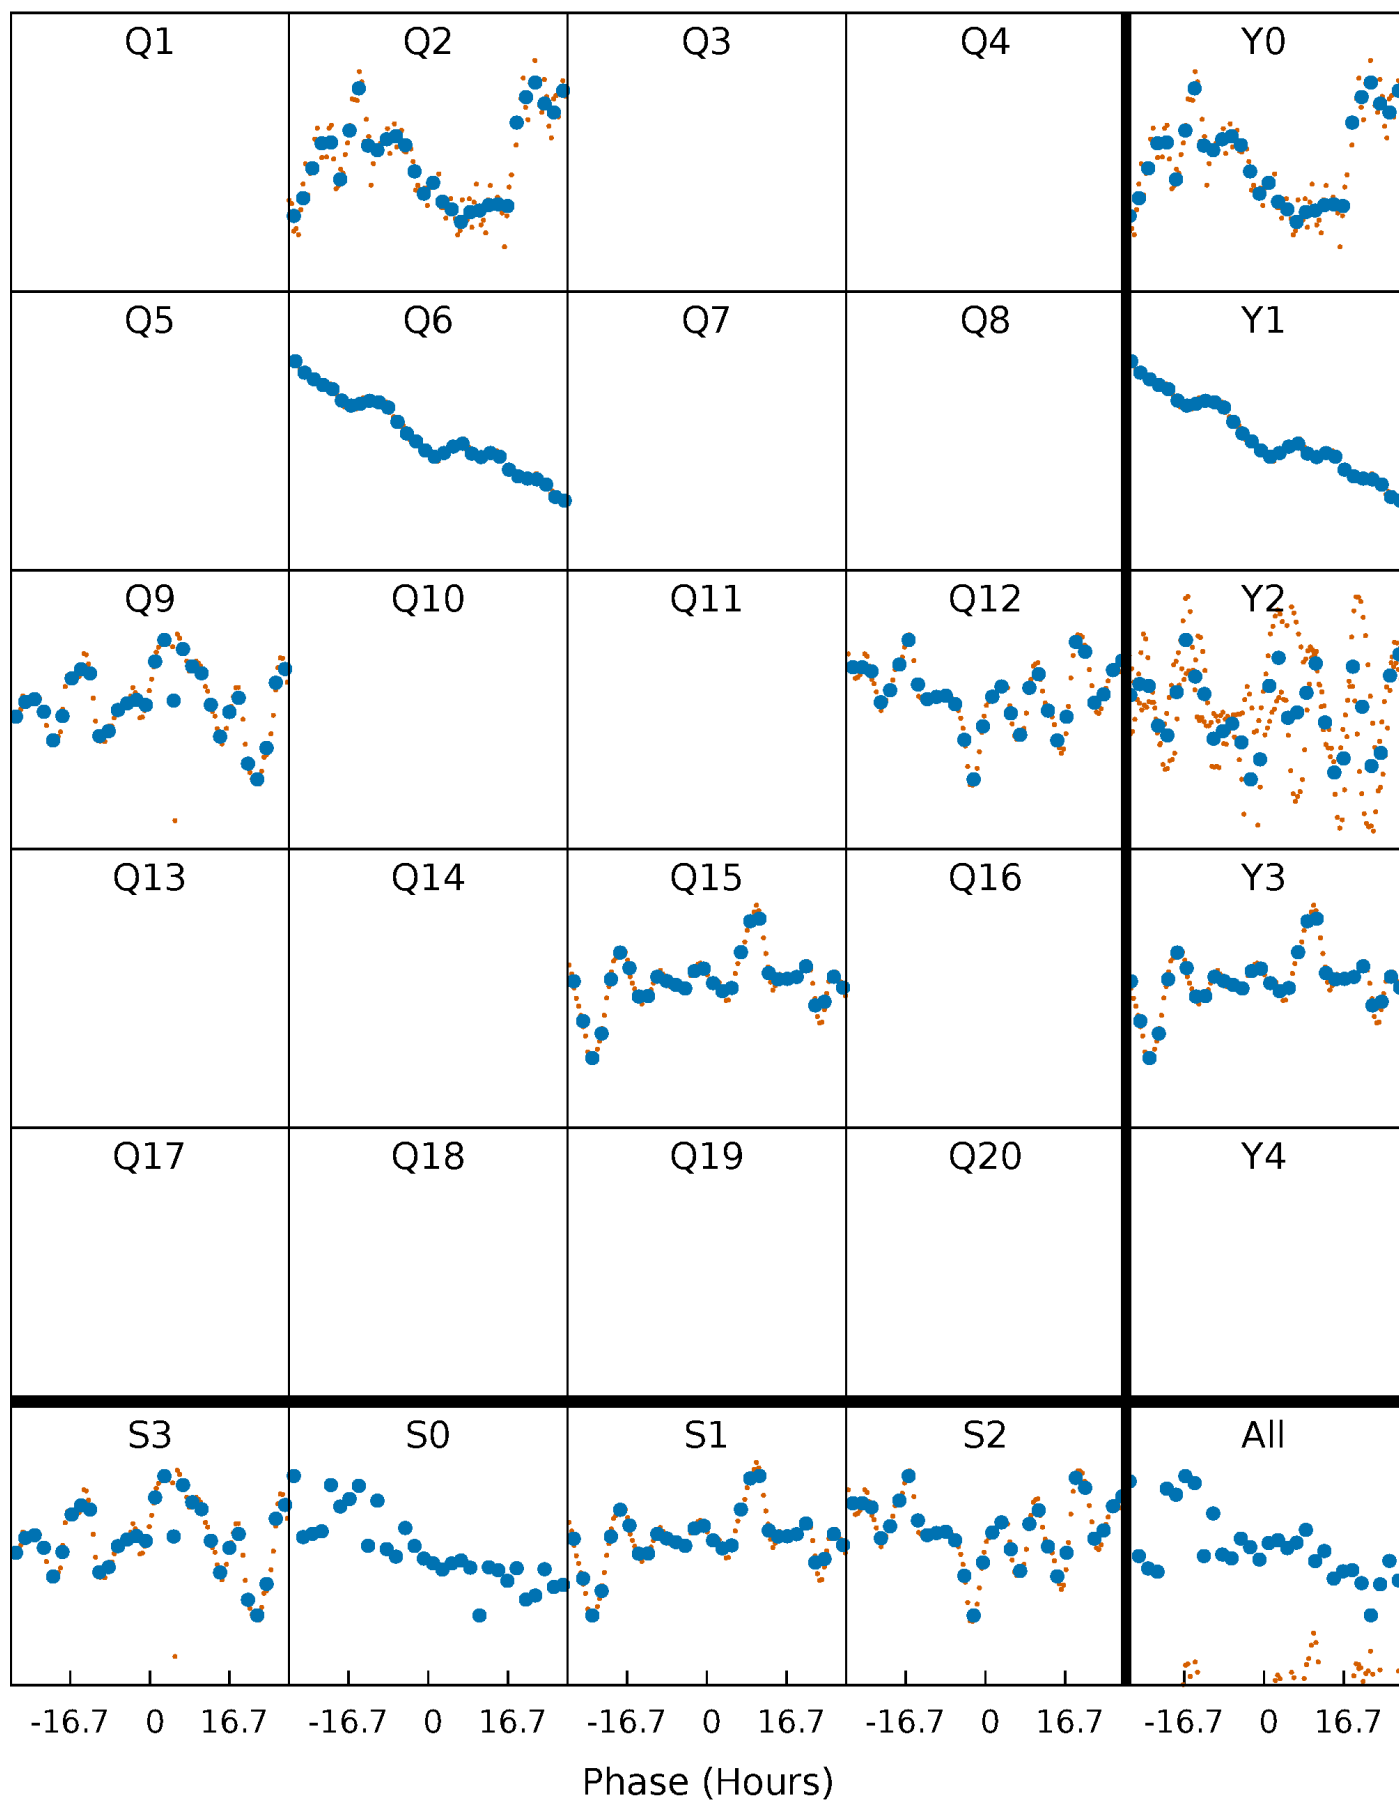 Q1 Q2 Q3 Q4 Y0
Q5 Q6 Q7 Q8 Y1
Q9 Q10 Q11 Q12 Y2
Q13 Q14 Q15 Q16 Y3
Q17 Q18 Q19 Q20 Y4
S3 S0 S1 S2 All
-16.7 0 16.7 -16.7 0 16.7 -16.7 0 16.7 -16.7 0 16.7 -16.7 0 16.7
Phase (Hours)